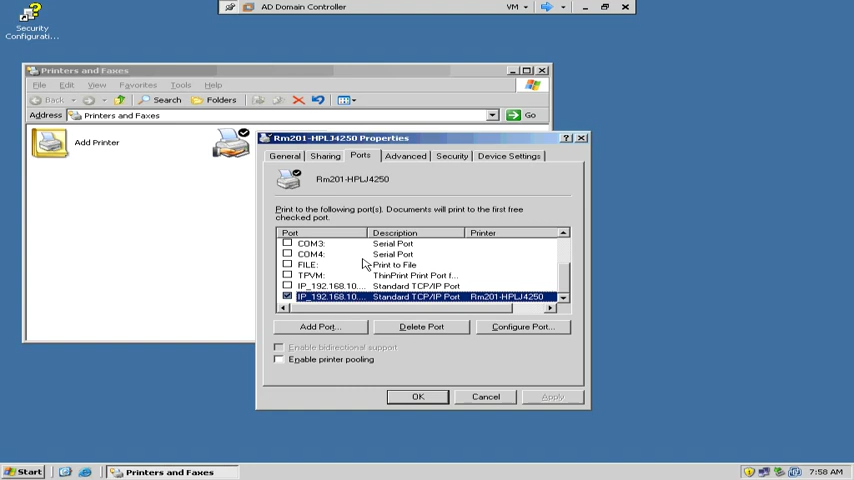 AD Domain Controller
VM
Security
Configurati...
Printers and Faxes
File Edit View Favorites Tools Help
Back Search Folders
Address Printers and Faxes Go
Add Printer
Rm201-HPLJ4250 Properties
General Sharing Ports Advanced Security Device Settings
Rm201-HPLJ4250
Print to the following port(s). Documents will print to the first free
checked port.
Port Description Printer
COM3: Serial Port
COM4: Serial Port
FILE: Print to File
TPVM: ThinPrint Print Port f...
IP_192.168.10.... Standard TCP/IP Port
IP_192.168.10.... Standard TCP/IP Port Rm201-HPLJ4250
Add Port... Delete Port Configure Port...
Enable bidirectional support
Enable printer pooling
OK Cancel Apply
Start Printers and Faxes 7:58 AM